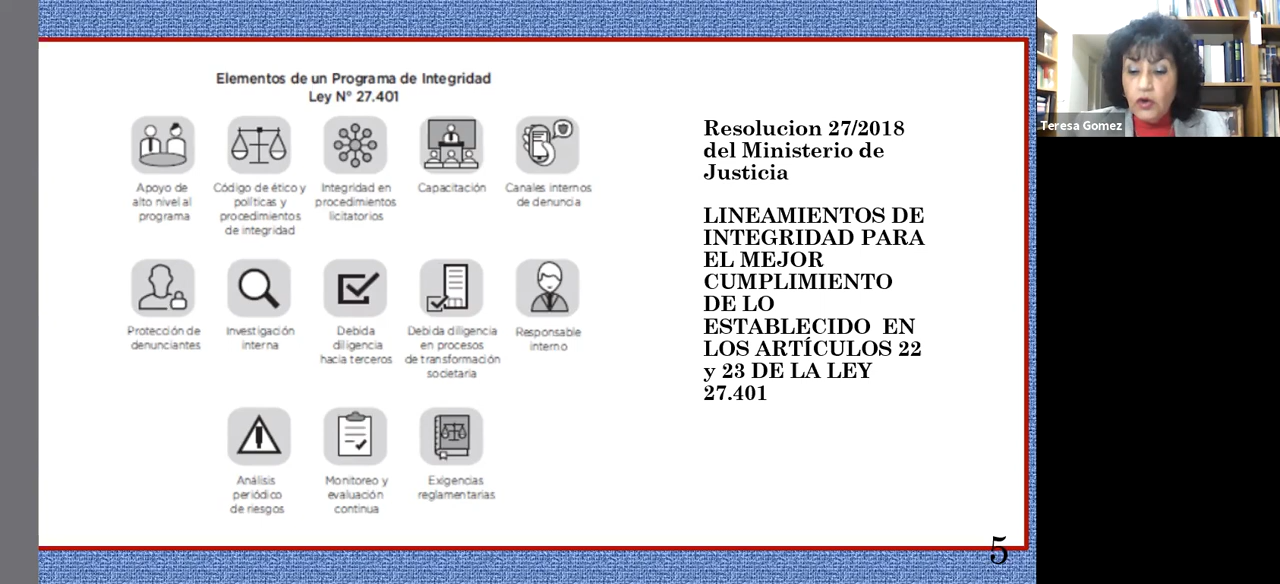 Elementos de un Programa de Integridad
Ley Nº 27.401
Apoyo de
alto nivel al
programa
Código de ético y
políticas y
procedimientos
de integridad
Integridad en
procedimientos
licitatorios
Capacitación
Canales internos
de denuncia
Protección de
denunciantes
Investigación
interna
Debida
diligencia
hacia terceros
Debida diligencia
en procesos
de transformación
societaria
Responsable
interno
Análisis
periódico
de riesgos
Monitoreo y
evaluación
continua
Exigencias
reglamentarias
Resolucion 27/2018
del Ministerio de
Justicia
LINEAMIENTOS DE
INTEGRIDAD PARA
EL MEJOR
CUMPLIMIENTO
DE LO
ESTABLECIDO EN
LOS ARTÍCULOS 22
y 23 DE LA LEY
27.401
5
Teresa Gomez